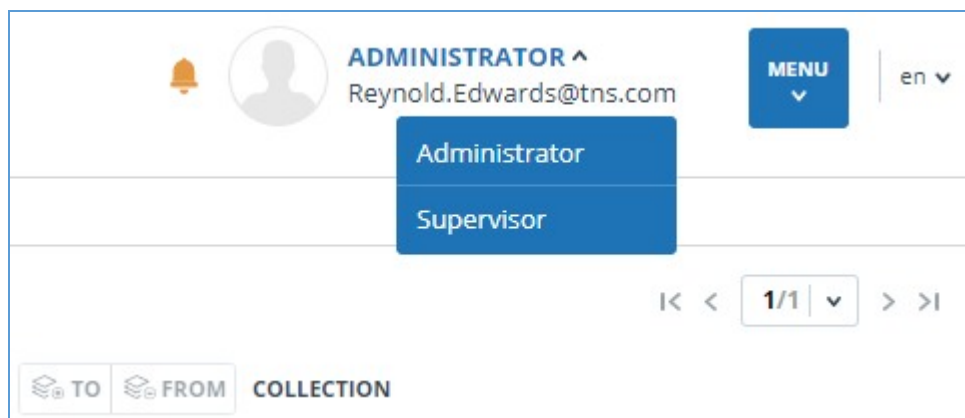 ADMINISTRATOR
Reynold.Edwards@tns.com
MENU
en
Administrator
Supervisor
1/1
TO FROM COLLECTION